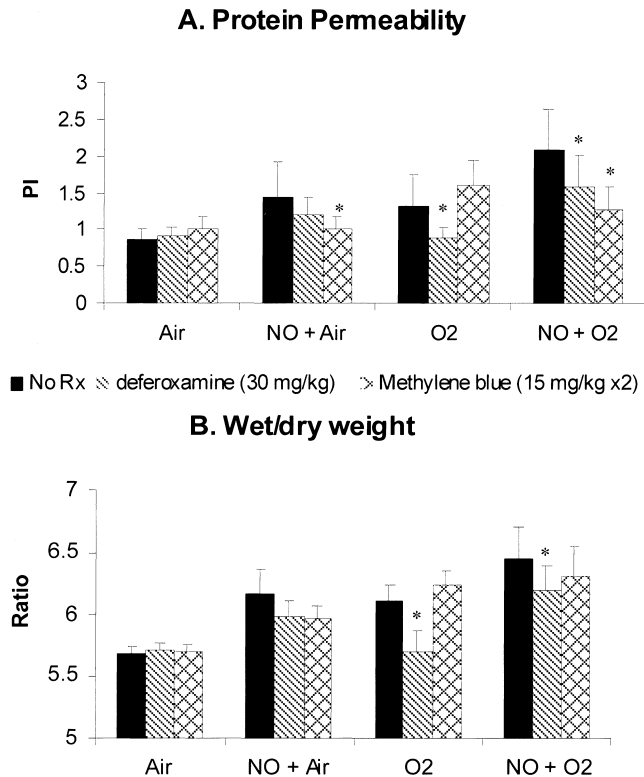 A. Protein Permeability
3
2.5
2
1.5
1
0.5
0
PI
*
*
*
*
Air NO + Air O2 NO + O2
No Rx deferoxamine (30 mg/kg) Methylene blue (15 mg/kg x2)
B. Wet/dry weight
7
6.5
6
5.5
5
Ratio
*
*
Air NO + Air O2 NO + O2